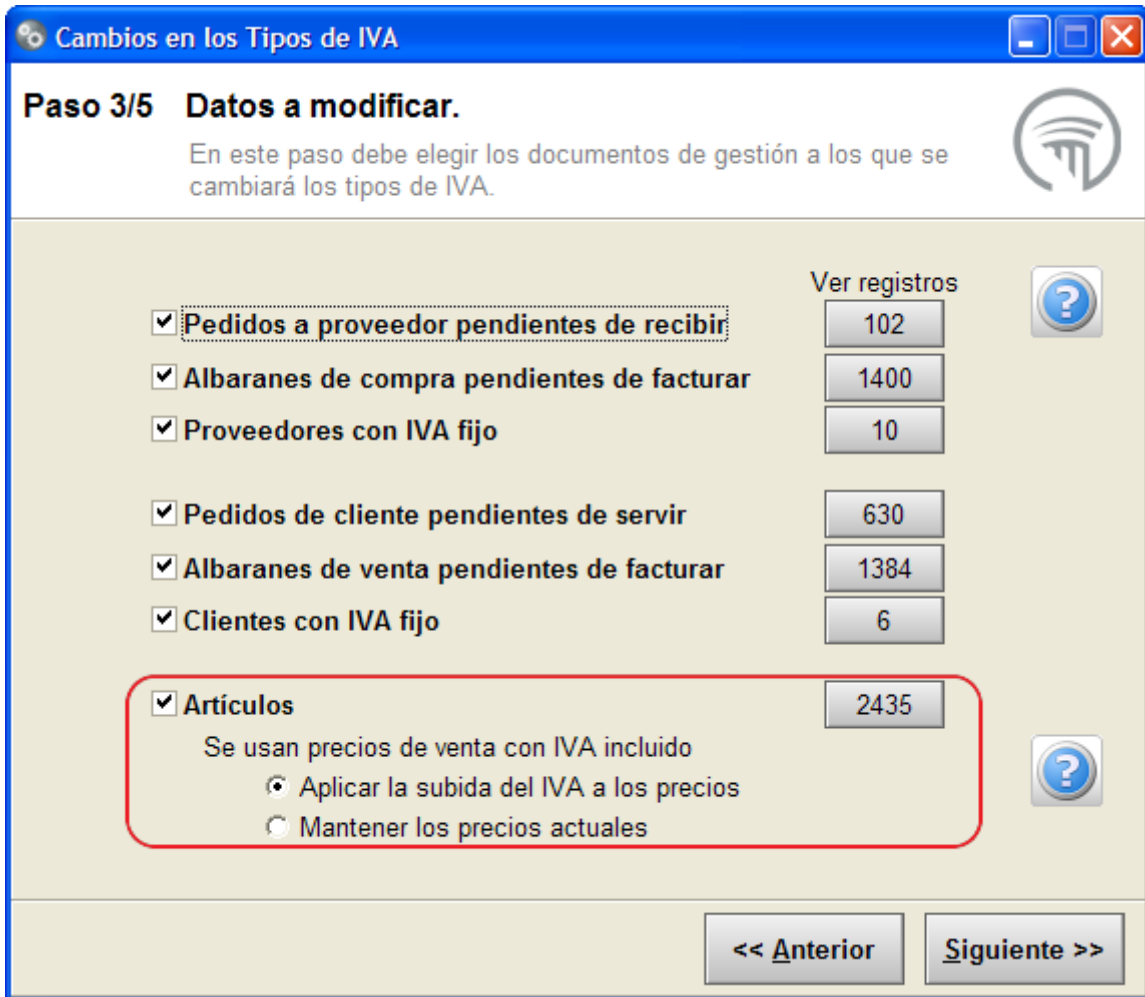 Cambios en los Tipos de IVA
Paso 3/5 Datos a modificar.
En este paso debe elegir los documentos de gestión a los que se
cambiará los tipos de IVA.
Ver registros
Pedidos a proveedor pendientes de recibir 102
Albaranes de compra pendientes de facturar 1400
Proveedores con IVA fijo 10
Pedidos de cliente pendientes de servir 630
Albaranes de venta pendientes de facturar 1384
Clientes con IVA fijo 6
Artículos 2435
Se usan precios de venta con IVA incluido
Aplicar la subida del IVA a los precios
Mantener los precios actuales
<< Anterior Siguiente >>